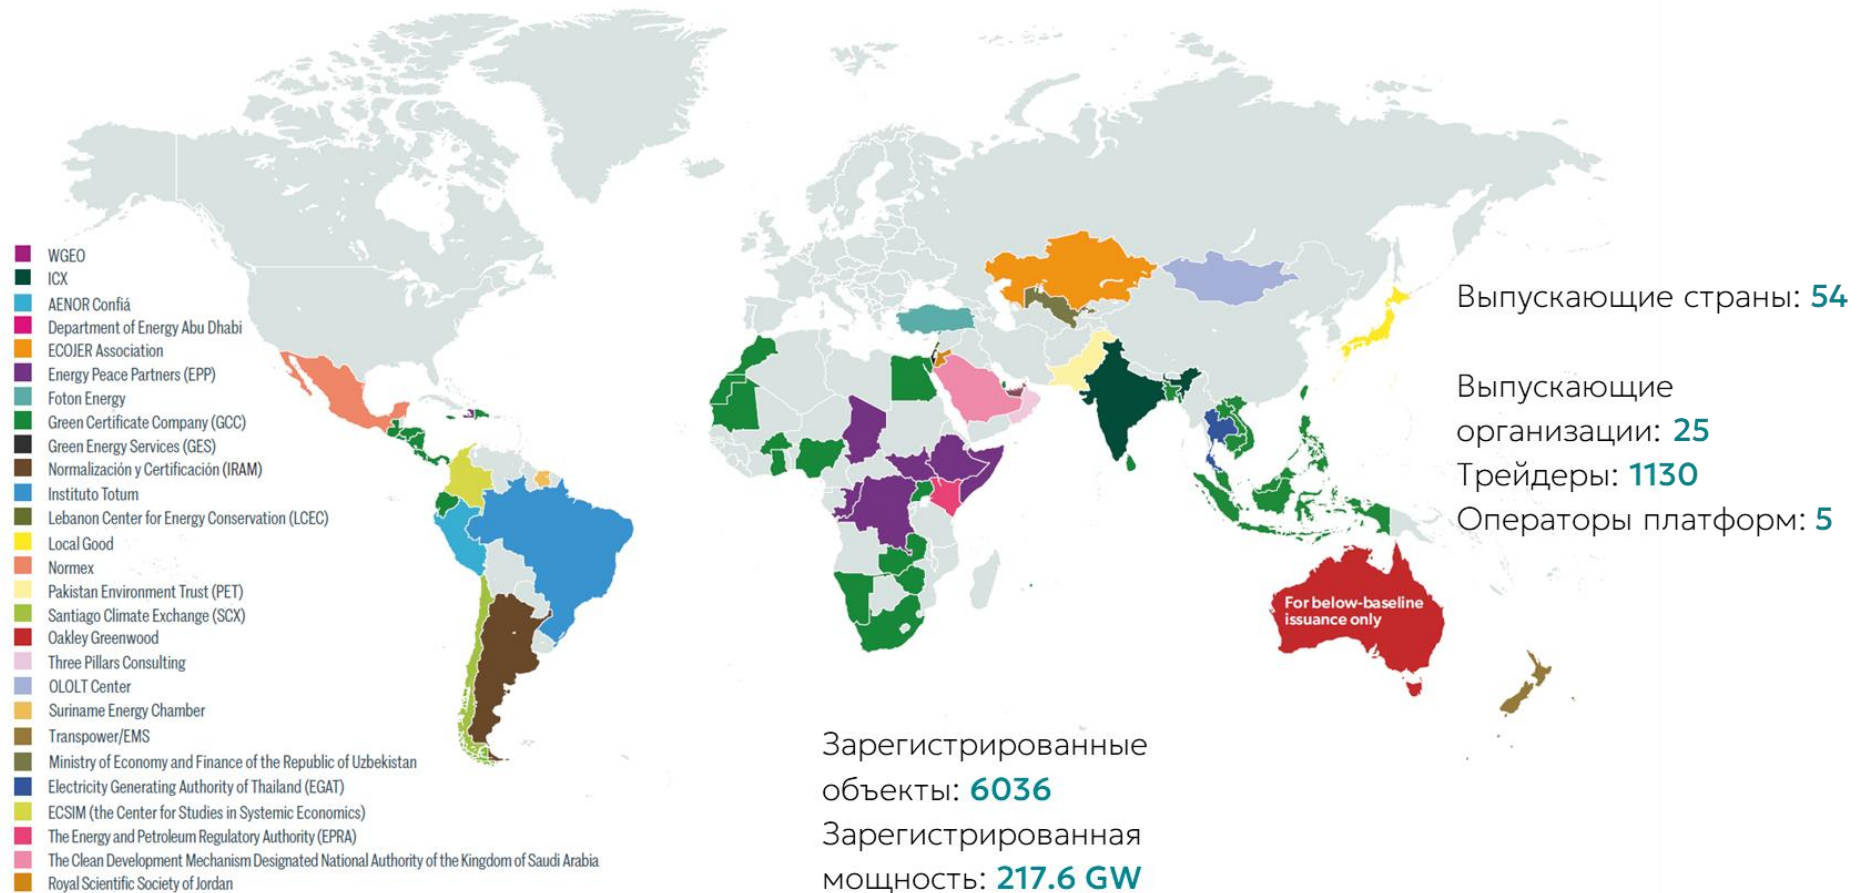 WGEO
ICX
AENOR Confiá
Department of Energy Abu Dhabi
ECOJER Association
Energy Peace Partners (EPP)
Foton Energy
Green Certificate Company (GCC)
Green Energy Services (GES)
Normalización y Certificación (IRAM)
Instituto Totum
Lebanon Center for Energy Conservation (LCEC)
Local Good
Normex
Pakistan Environment Trust (PET)
Santiago Climate Exchange (SCX)
Oakley Greenwood
Three Pillars Consulting
OLOLT Center
Suriname Energy Chamber
Transpower/EMS
Ministry of Economy and Finance of the Republic of Uzbekistan
Electricity Generating Authority of Thailand (EGAT)
ECSIM (the Center for Studies in Systemic Economics)
The Energy and Petroleum Regulatory Authority (EPRA)
The Clean Development Mechanism Designated National Authority of the Kingdom of Saudi Arabia
Royal Scientific Society of Jordan
Выпускающие страны: 54
Выпускающие
организации: 25
Трейдеры: 1130
Операторы платформ: 5
For below-baseline
issuance only
Зарегистрированные
объекты: 6036
Зарегистрированная
мощность: 217.6 GW